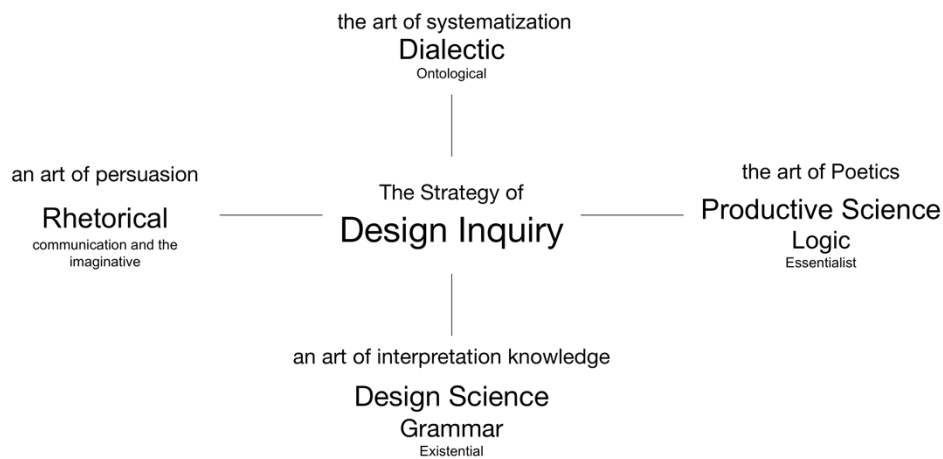 the art of systematization
Dialectic
Ontological
an art of persuasion
Rhetorical
communication and the
imaginative
The Strategy of
Design Inquiry
the art of Poetics
Productive Science
Logic
Essentialist
an art of interpretation knowledge
Design Science
Grammar
Existential